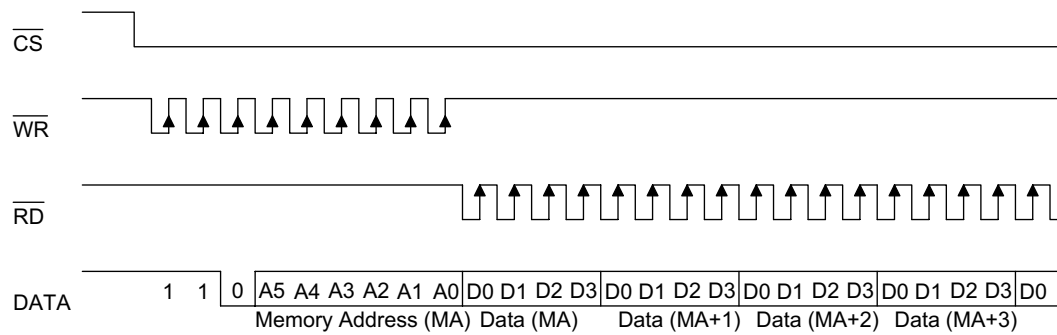 CS
WR
RD
DATA 1 1 0 A5 A4 A3 A2 A1 A0 D0 D1 D2 D3 D0 D1 D2 D3 D0 D1 D2 D3 D0 D1 D2 D3 D0
Memory Address (MA) Data (MA) Data (MA+1) Data (MA+2) Data (MA+3)